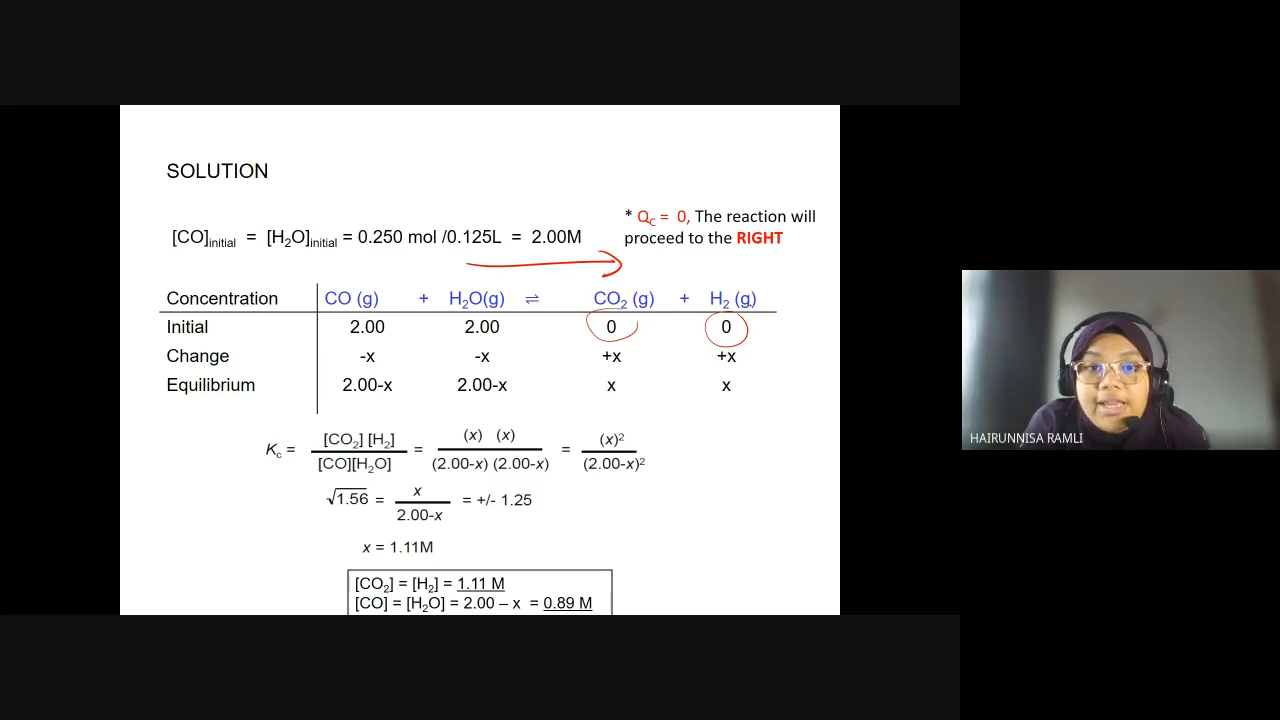 SOLUTION
* Qc = 0, The reaction will
proceed to the RIGHT
[CO]initial = [H2O]initial = 0.250 mol /0.125L = 2.00M
Concentration CO (g) + H2O(g) ⇌ CO2 (g) + H2 (g)
Initial 2.00 2.00 0 0
Change -x -x +x +x
Equilibrium 2.00-x 2.00-x x x
Kc = [CO2] [H2] / [CO][H2O] = (x) (x) / (2.00-x) (2.00-x) = (x)² / (2.00-x)²
√1.56 = x / 2.00-x = +/- 1.25
x = 1.11M
[CO2] = [H2] = 1.11 M
[CO] = [H2O] = 2.00 – x = 0.89 M
HAIRUNNISA RAMLI